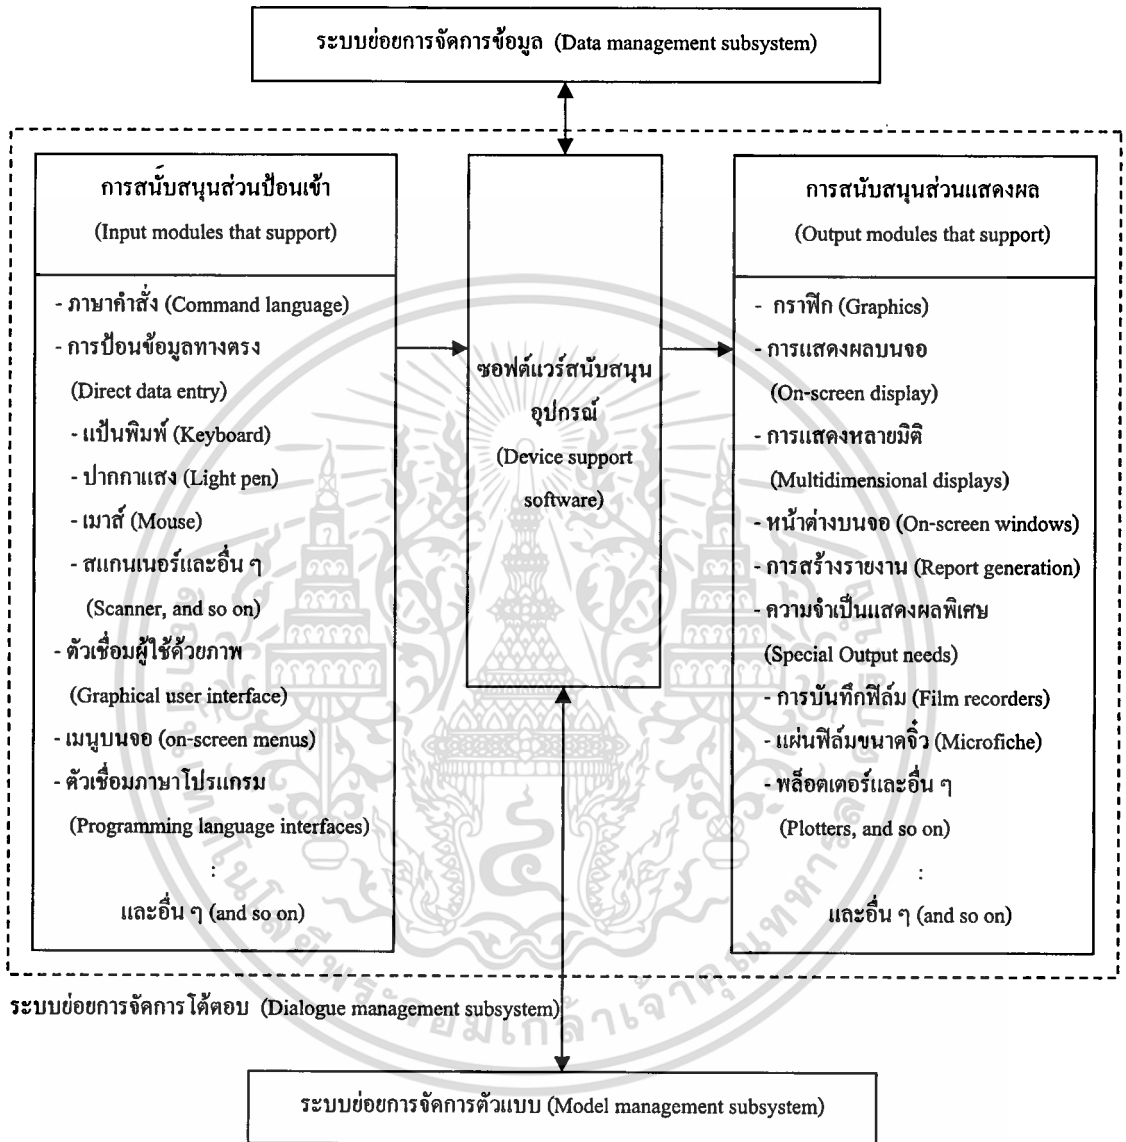 ระบบย่อยการจัดการข้อมูล (Data management subsystem)
การสนับสนุนส่วนป้อนเข้า
(Input modules that support)
- ภาษาคำสั่ง (Command language)
- การป้อนข้อมูลทางตรง
(Direct data entry)
- แป้นพิมพ์ (Keyboard)
- ปากกาแสง (Light pen)
- เมาส์ (Mouse)
- สแกนเนอร์และอื่น ๆ
(Scanner, and so on)
- ตัวเชื่อมผู้ใช้ด้วยภาพ
(Graphical user interface)
- เมนูบนจอ (on-screen menus)
- ตัวเชื่อมภาษาโปรแกรม
(Programming language interfaces)
:
และอื่น ๆ (and so on)
ซอฟต์แวร์สนับสนุน
อุปกรณ์
(Device support
software)
การสนับสนุนส่วนแสดงผล
(Output modules that support)
- กราฟิก (Graphics)
- การแสดงผลบนจอ
(On-screen display)
- การแสดงหลายมิติ
(Multidimensional displays)
- หน้าต่างบนจอ (On-screen windows)
- การสร้างรายงาน (Report generation)
- ความจำเป็นแสดงผลพิเศษ
(Special Output needs)
- การบันทึกฟิล์ม (Film recorders)
- แผ่นฟิล์มขนาดจิ๋ว (Microfiche)
- พล็อตเตอร์และอื่น ๆ
(Plotters, and so on)
:
และอื่น ๆ (and so on)
ระบบย่อยการจัดการโต้ตอบ (Dialogue management subsystem)
ระบบย่อยการจัดการตัวแบบ (Model management subsystem)